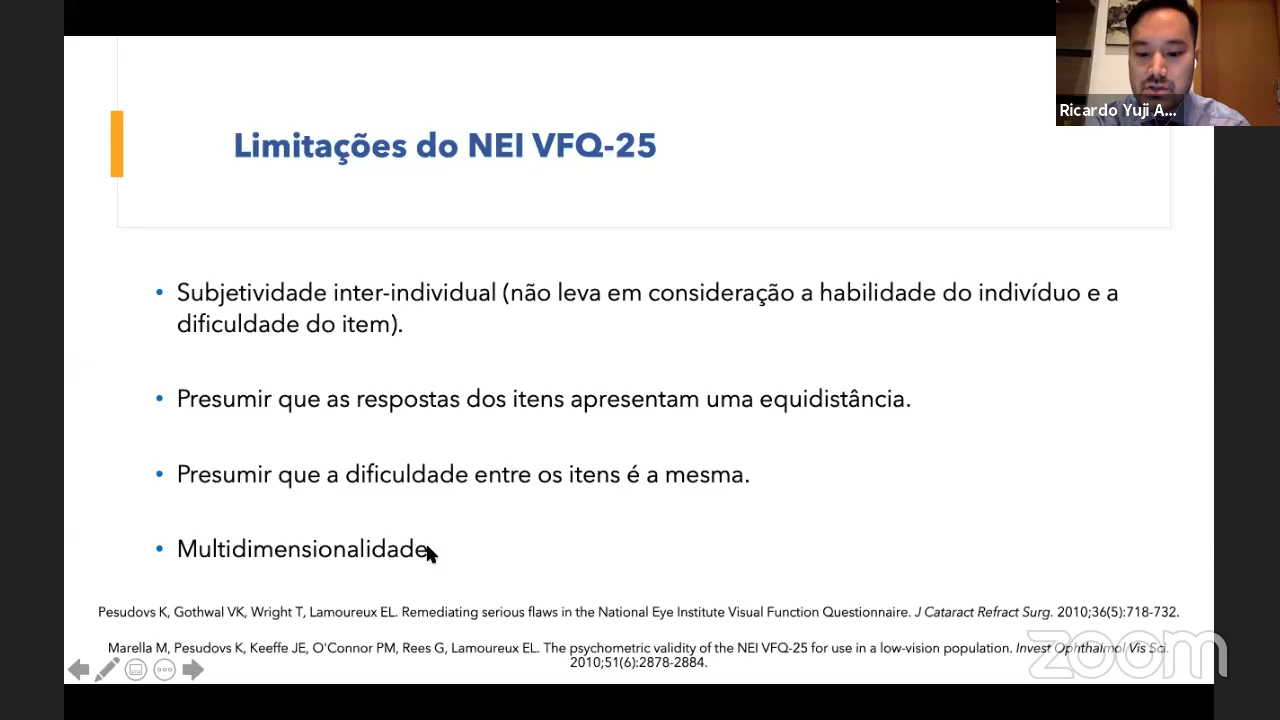 Ricardo Yuji A...
Limitações do NEI VFQ-25
• Subjetividade inter-individual (não leva em consideração a habilidade do indivíduo e a
dificuldade do item).
• Presumir que as respostas dos itens apresentam uma equidistância.
• Presumir que a dificuldade entre os itens é a mesma.
• Multidimensionalidade
Pesudovs K, Gothwal VK, Wright T, Lamoureux EL. Remediating serious flaws in the National Eye Institute Visual Function Questionnaire. J Cataract Refract Surg. 2010;36(5):718-732.
Marella M, Pesudovs K, Keeffe JE, O'Connor PM, Rees G, Lamoureux EL. The psychometric validity of the NEI VFQ-25 for use in a low-vision population. Invest Ophthalmol Vis Sci.
2010;51(6):2878-2884.
zoom